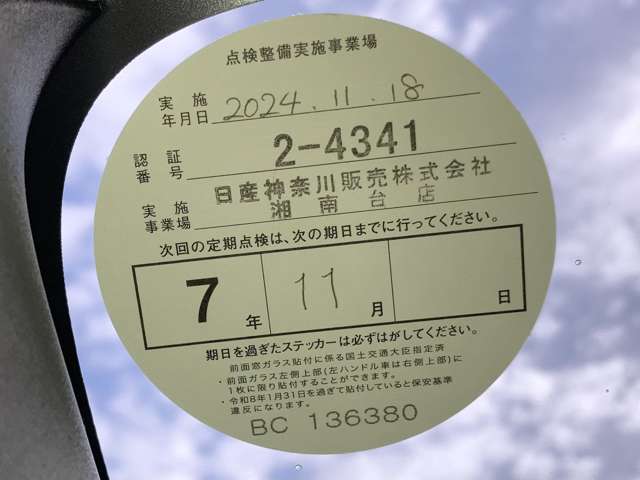 点検整備実施事業場
実施年月日 2024.11.18
認証番号 2-4341
実施事業場 日産神奈川販売株式会社
湘南台店
次回の定期点検は、次の期日までに行ってください。
7年 11月 日
期日を過ぎたステッカーは必ずはがしてください。
前面窓ガラス貼付に係る国土交通大臣指定済
・前面ガラス左側上部(左ハンドル車は右側上部)に
1枚に限り貼付することができます。
・令和8年1月31日を過ぎて貼付していると保安基準
違反になります。
BC 136380